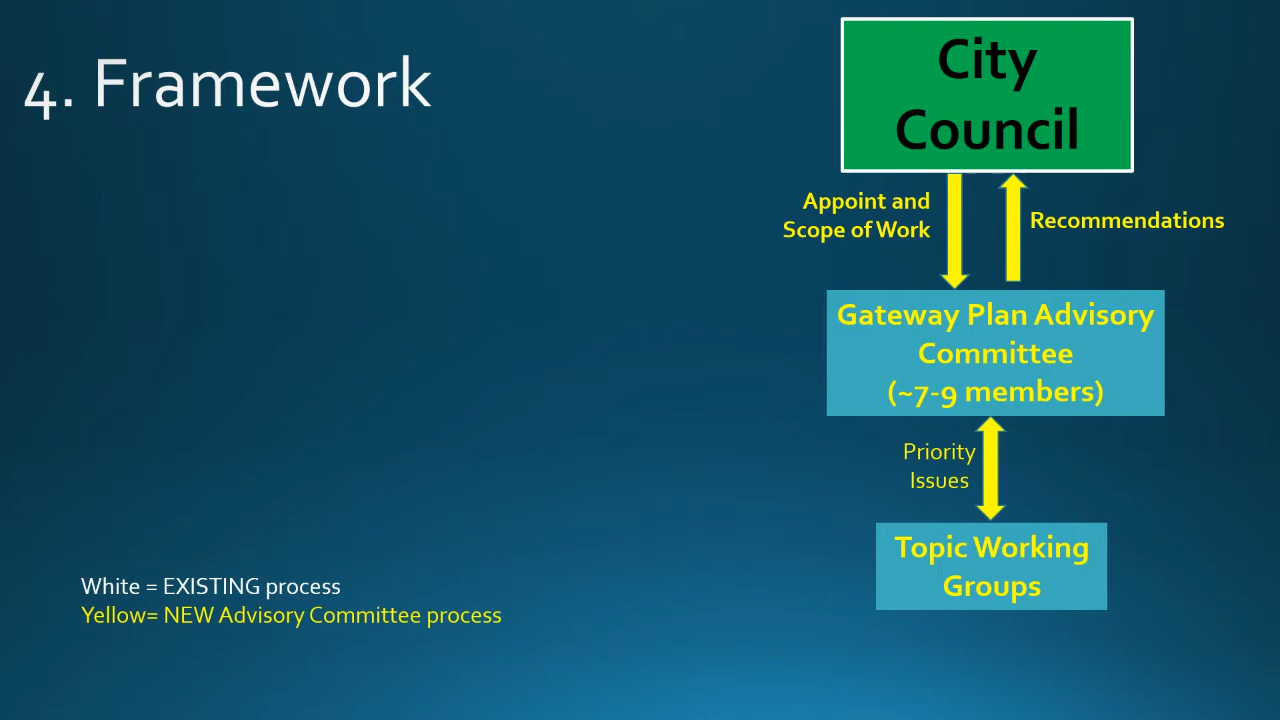 4. Framework
City
Council
Appoint and
Scope of Work
Recommendations
Gateway Plan Advisory
Committee
(~7-9 members)
Priority
Issues
Topic Working
Groups
White = EXISTING process
Yellow= NEW Advisory Committee process